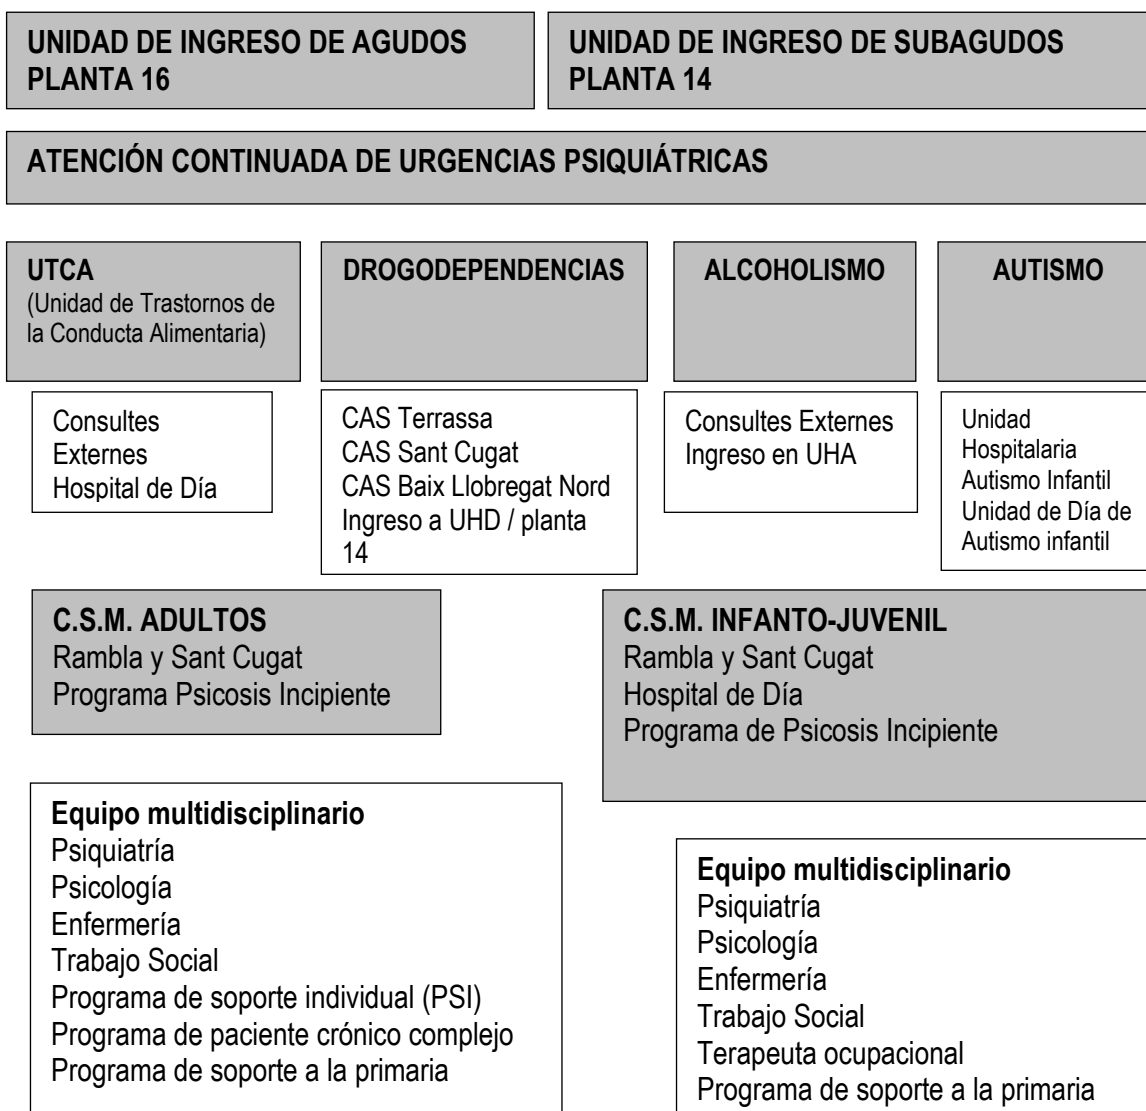 UNIDAD DE INGRESO DE AGUDOS
PLANTA 16
UNIDAD DE INGRESO DE SUBAGUDOS
PLANTA 14
ATENCIÓN CONTINUADA DE URGENCIAS PSIQUIÁTRICAS
UTCA
(Unidad de Trastornos de
la Conducta Alimentaria)
DROGODEPENDENCIAS
ALCOHOLISMO
AUTISMO
Consultes
Externes
Hospital de Día
CAS Terrassa
CAS Sant Cugat
CAS Baix Llobregat Nord
Ingreso a UHD / planta
14
Consultes Externes
Ingreso en UHA
Unidad
Hospitalaria
Autismo Infantil
Unidad de Día de
Autismo infantil
C.S.M. ADULTOS
Rambla y Sant Cugat
Programa Psicosis Incipiente
C.S.M. INFANTO-JUVENIL
Rambla y Sant Cugat
Hospital de Día
Programa de Psicosis Incipiente
Equipo multidisciplinario
Psiquiatría
Psicología
Enfermería
Trabajo Social
Programa de soporte individual (PSI)
Programa de paciente crónico complejo
Programa de soporte a la primaria
Equipo multidisciplinario
Psiquiatría
Psicología
Enfermería
Trabajo Social
Terapeuta ocupacional
Programa de soporte a la primaria